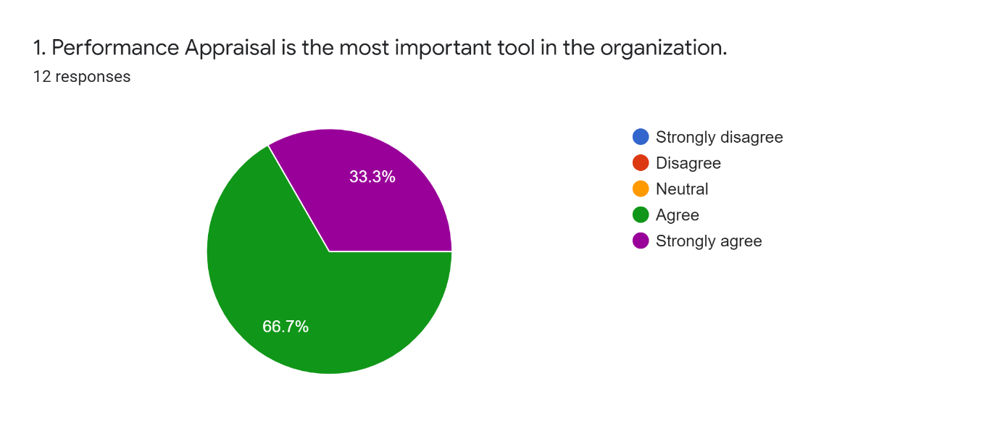 1. Performance Appraisal is the most important tool in the organization.
12 responses
33.3%
66.7%
Strongly disagree
Disagree
Neutral
Agree
Strongly agree